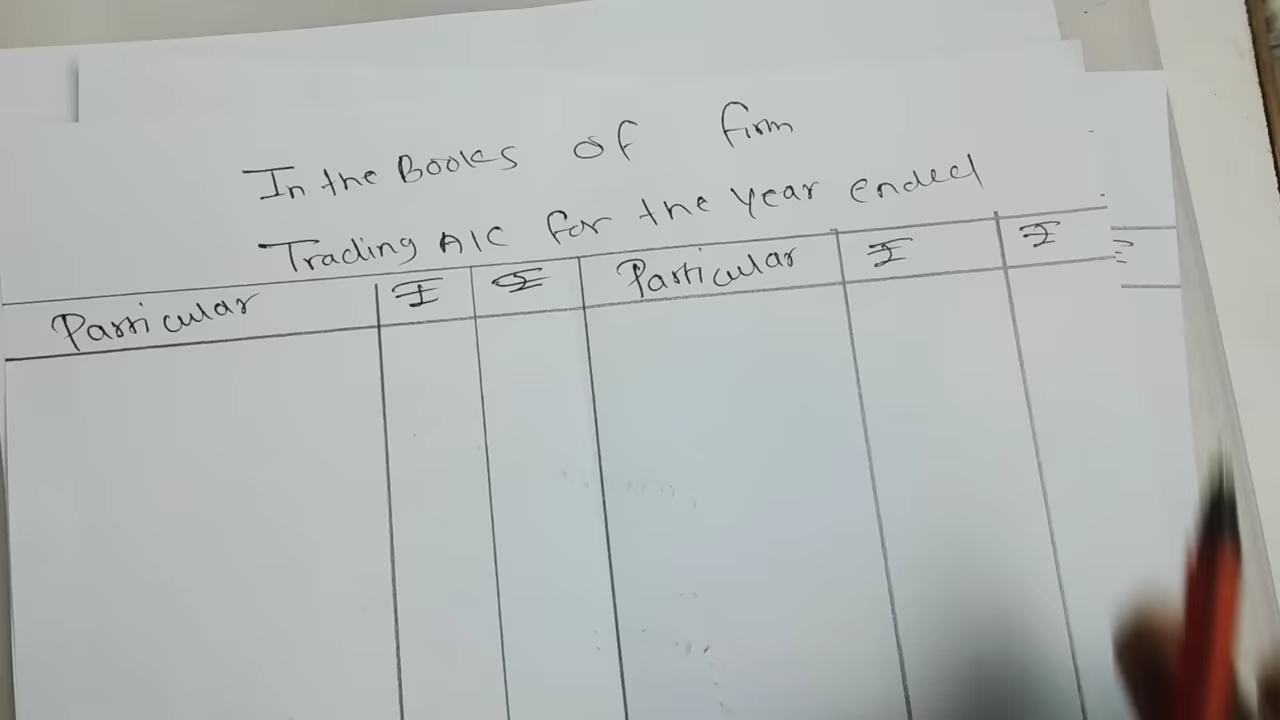 In the Books of firm
Trading A/C for the year ended
Particular ₹ ₹ Particular ₹ ₹